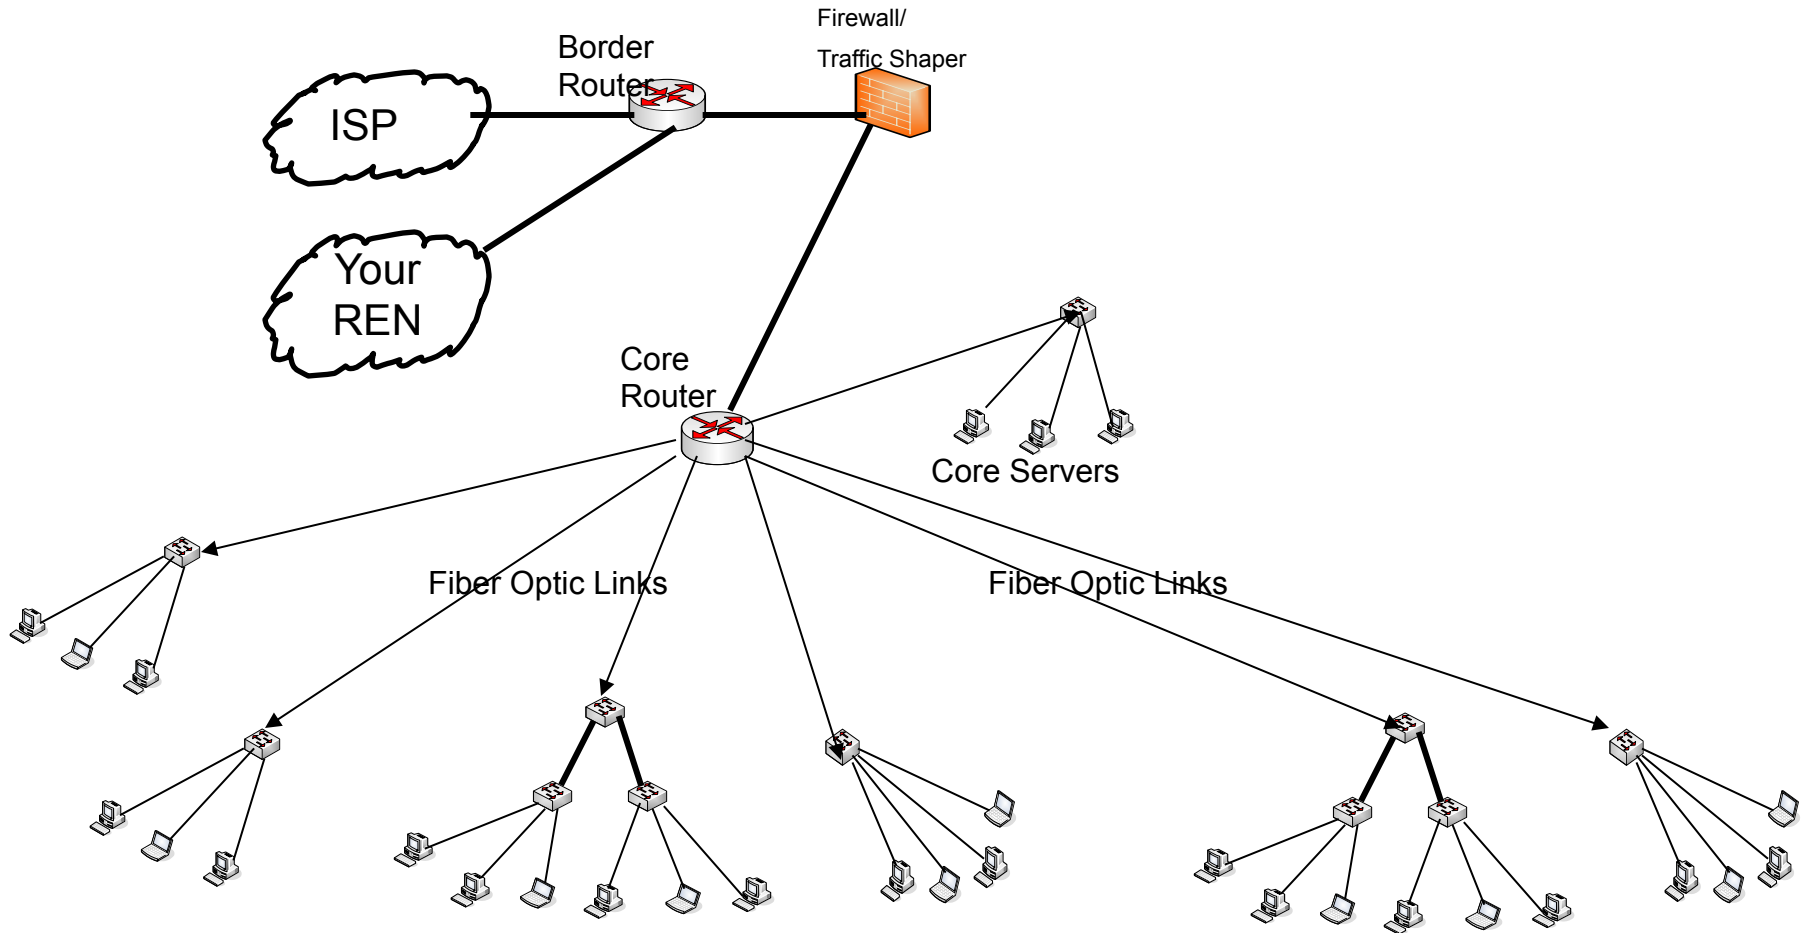 Firewall/
Traffic Shaper
Border
Router
ISP
Your
REN
Core
Router
Core Servers
Fiber Optic Links
Fiber Optic Links